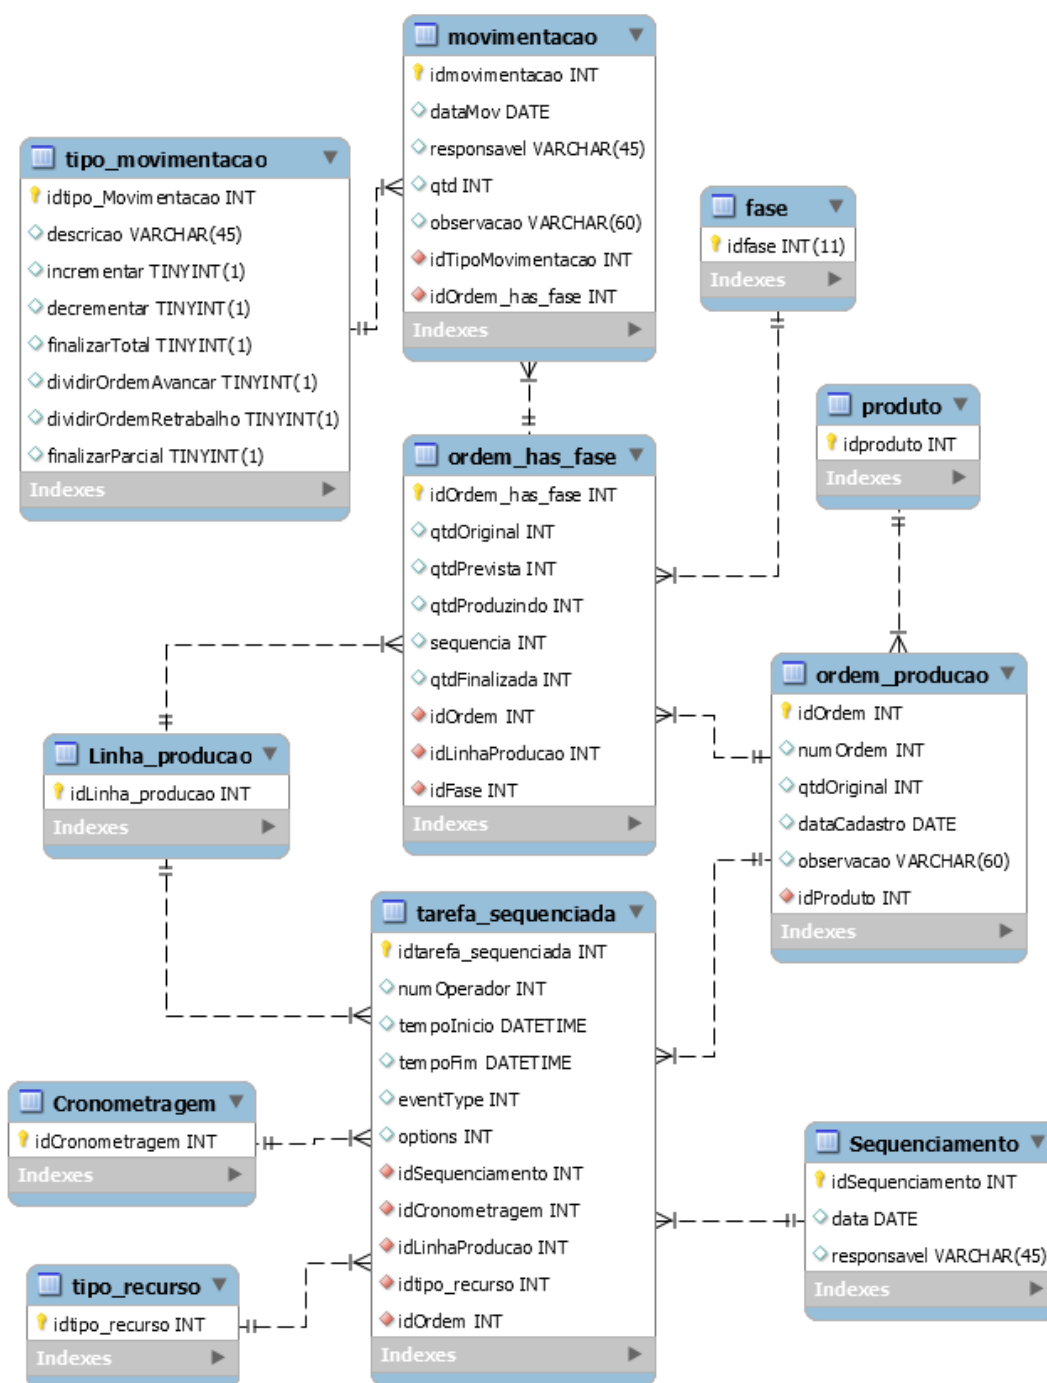 movimentacao
idmovimentacao INT
dataMov DATE
responsavel VARCHAR(45)
qtd INT
observacao VARCHAR(60)
idTipoMovimentacao INT
idOrdem_has_fase INT
Indexes
tipo_movimentacao
idtipo_Movimentacao INT
descricao VARCHAR(45)
incrementar TINYINT(1)
decrementar TINYINT(1)
finalizarTotal TINYINT(1)
dividirOrdemAvancar TINYINT(1)
dividirOrdemRetrabalho TINYINT(1)
finalizarParcial TINYINT(1)
Indexes
fase
idfase INT(11)
Indexes
produto
idproduto INT
Indexes
ordem_has_fase
idOrdem_has_fase INT
qtdOriginal INT
qtdPrevista INT
qtdProduzindo INT
sequencia INT
qtdFinalizada INT
idOrdem INT
idLinhaProducao INT
idFase INT
Indexes
ordem_producao
idOrdem INT
numOrdem INT
qtdOriginal INT
dataCadastro DATE
observacao VARCHAR(60)
idProduto INT
Indexes
Linha_producao
idLinha_producao INT
Indexes
tarefa_sequenciada
idtarefa_sequenciada INT
numOperador INT
tempoInicio DATETIME
tempoFim DATETIME
eventType INT
options INT
idSequenciamento INT
idCronometragem INT
idLinhaProducao INT
idtipo_recurso INT
idOrdem INT
Indexes
Cronometragem
idCronometragem INT
Indexes
Sequenciamento
idSequenciamento INT
data DATE
responsavel VARCHAR(45)
Indexes
tipo_recurso
idtipo_recurso INT
Indexes